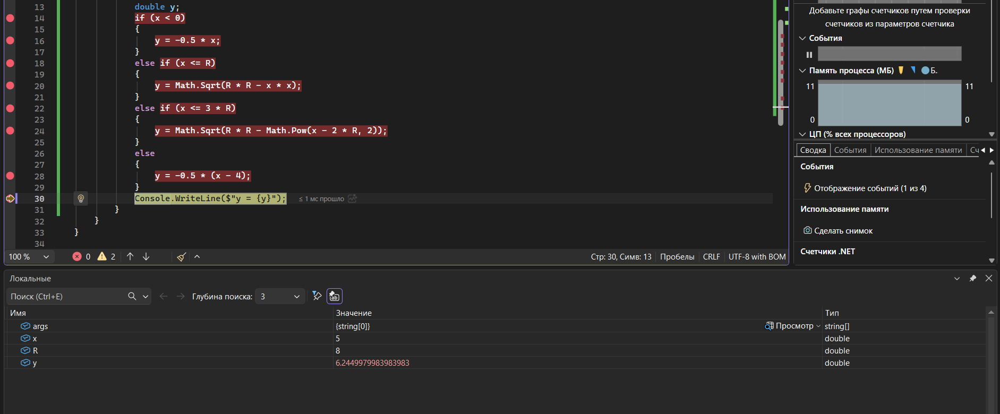 13 double y;
14 if (x < 0)
15 {
16 y = -0.5 * x;
17 }
18 else if (x <= R)
19 {
20 y = Math.Sqrt(R * R - x * x);
21 }
22 else if (x <= 3 * R)
23 {
24 y = Math.Sqrt(R * R - Math.Pow(x - 2 * R, 2));
25 }
26 else
27 {
28 y = -0.5 * (x - 4);
29 }
30 Console.WriteLine($"y = {y}"); ≤ 1 мс прошло
31 }
32 }
33 }
34
100 % 0 2 Стр: 30, Симв: 13 Пробелы CRLF UTF-8 with BOM
Добавьте графы счетчиков путем проверки
счетчиков из параметров счетчика
События
Память процесса (МБ) Б..
11 11
0 0
ЦП (% всех процессоров)
Сводка События Использование памяти Сч
События
Отображение событий (1 из 4)
Использование памяти
Сделать снимок
Счетчики .NET
Локальные
Поиск (Ctrl+E) Глубина поиска: 3 ab
Имя Значение Тип
args {string[0]} Просмотр string[]
x 5 double
R 8 double
y 6.2449979983983983 double